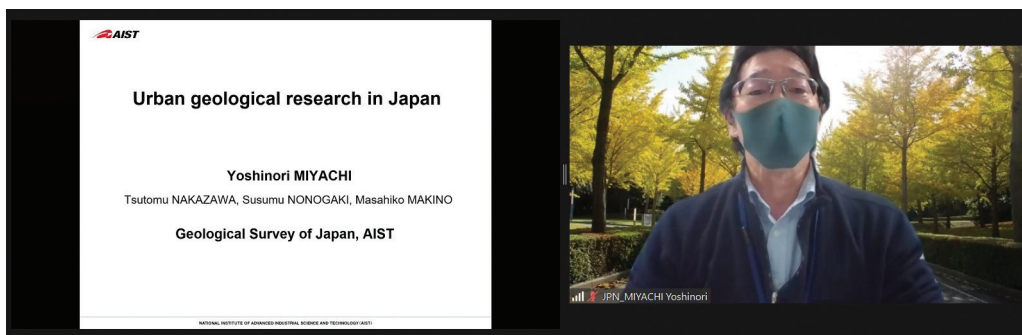 AIST
Urban geological research in Japan
Yoshinori MIYACHI
Tsutomu NAKAZAWA, Susumu NONOGAKI, Masahiko MAKINO
Geological Survey of Japan, AIST
NATIONAL INSTITUTE OF ADVANCED INDUSTRIAL SCIENCE AND TECHNOLOGY (AIST)
JPN_MIYACHI Yoshinori